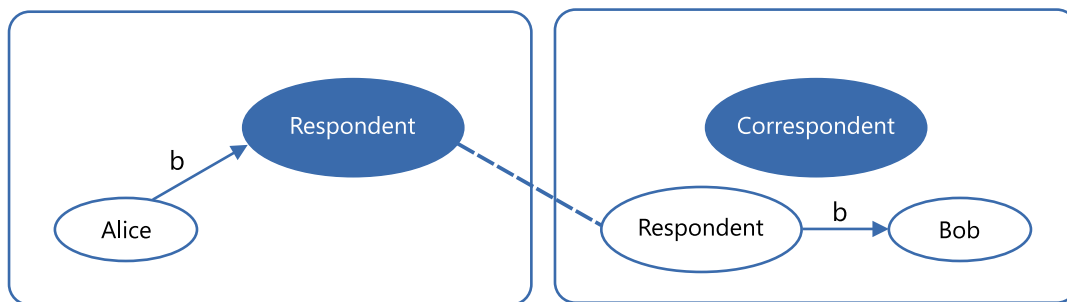 Respondent
Correspondent
b
Alice
Respondent
b
Bob